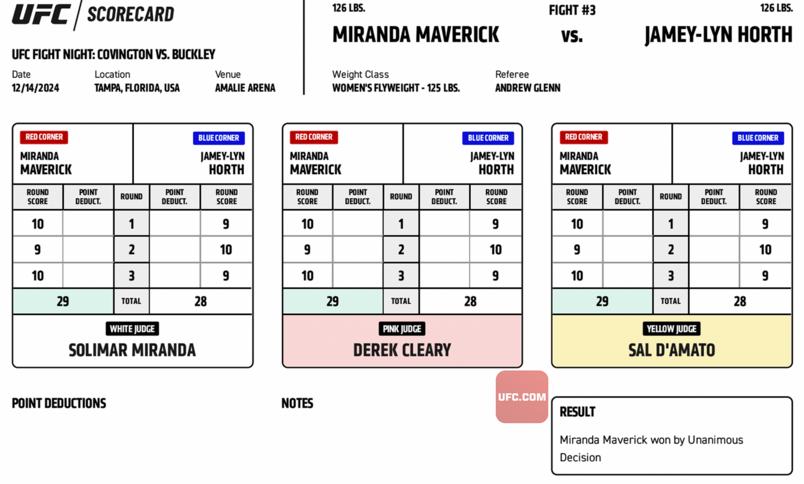 UFC SCORECARD
UFC FIGHT NIGHT: COVINGTON VS. BUCKLEY
Date Location Venue
12/14/2024 TAMPA, FLORIDA, USA AMALIE ARENA
126 LBS. FIGHT #3 126 LBS.
MIRANDA MAVERICK vs. JAMEY-LYN HORTH
Weight Class Referee
WOMEN'S FLYWEIGHT - 125 LBS. ANDREW GLENN
RED CORNER BLUE CORNER
MIRANDA JAMEY-LYN
MAVERICK HORTH
ROUND POINT ROUND POINT ROUND
SCORE DEDUCT. DEDUCT. SCORE
10 1 9
9 2 10
10 3 9
29 TOTAL 28
WHITE JUDGE
SOLIMAR MIRANDA
RED CORNER BLUE CORNER
MIRANDA JAMEY-LYN
MAVERICK HORTH
ROUND POINT ROUND POINT ROUND
SCORE DEDUCT. DEDUCT. SCORE
10 1 9
9 2 10
10 3 9
29 TOTAL 28
PINK JUDGE
DEREK CLEARY
RED CORNER BLUE CORNER
MIRANDA JAMEY-LYN
MAVERICK HORTH
ROUND POINT ROUND POINT ROUND
SCORE DEDUCT. DEDUCT. SCORE
10 1 9
9 2 10
10 3 9
29 TOTAL 28
YELLOW JUDGE
SAL D'AMATO
POINT DEDUCTIONS
NOTES
UFC.COM
RESULT
Miranda Maverick won by Unanimous
Decision